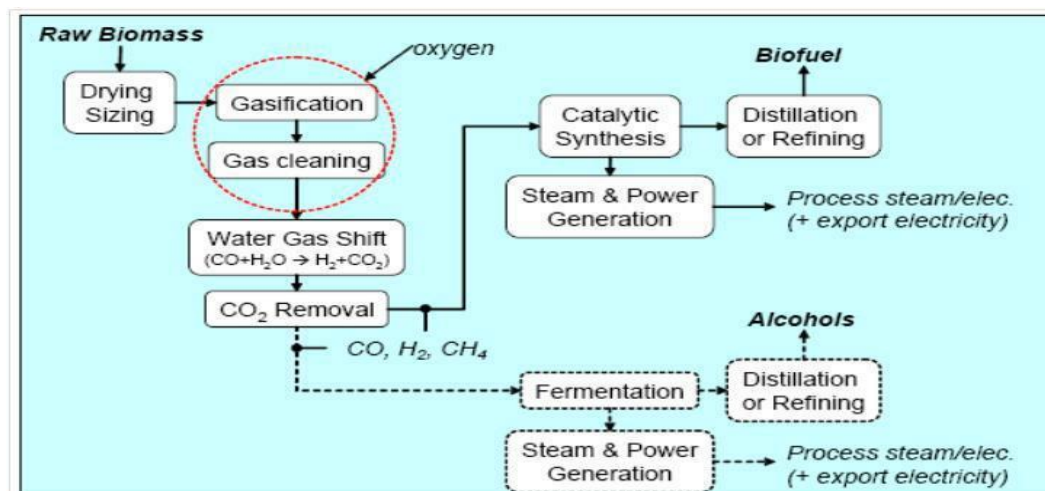 Raw Biomass
oxygen
Drying
Sizing
Gasification
Gas cleaning
Water Gas Shift
(CO+H₂O → H₂+CO₂)
CO₂ Removal
CO, H₂, CH₄
Biofuel
Catalytic
Synthesis
Distillation
or Refining
Steam & Power
Generation
Process steam/elec.
(+ export electricity)
Alcohols
Fermentation
Distillation
or Refining
Steam & Power
Generation
Process steam/elec.
(+ export electricity)